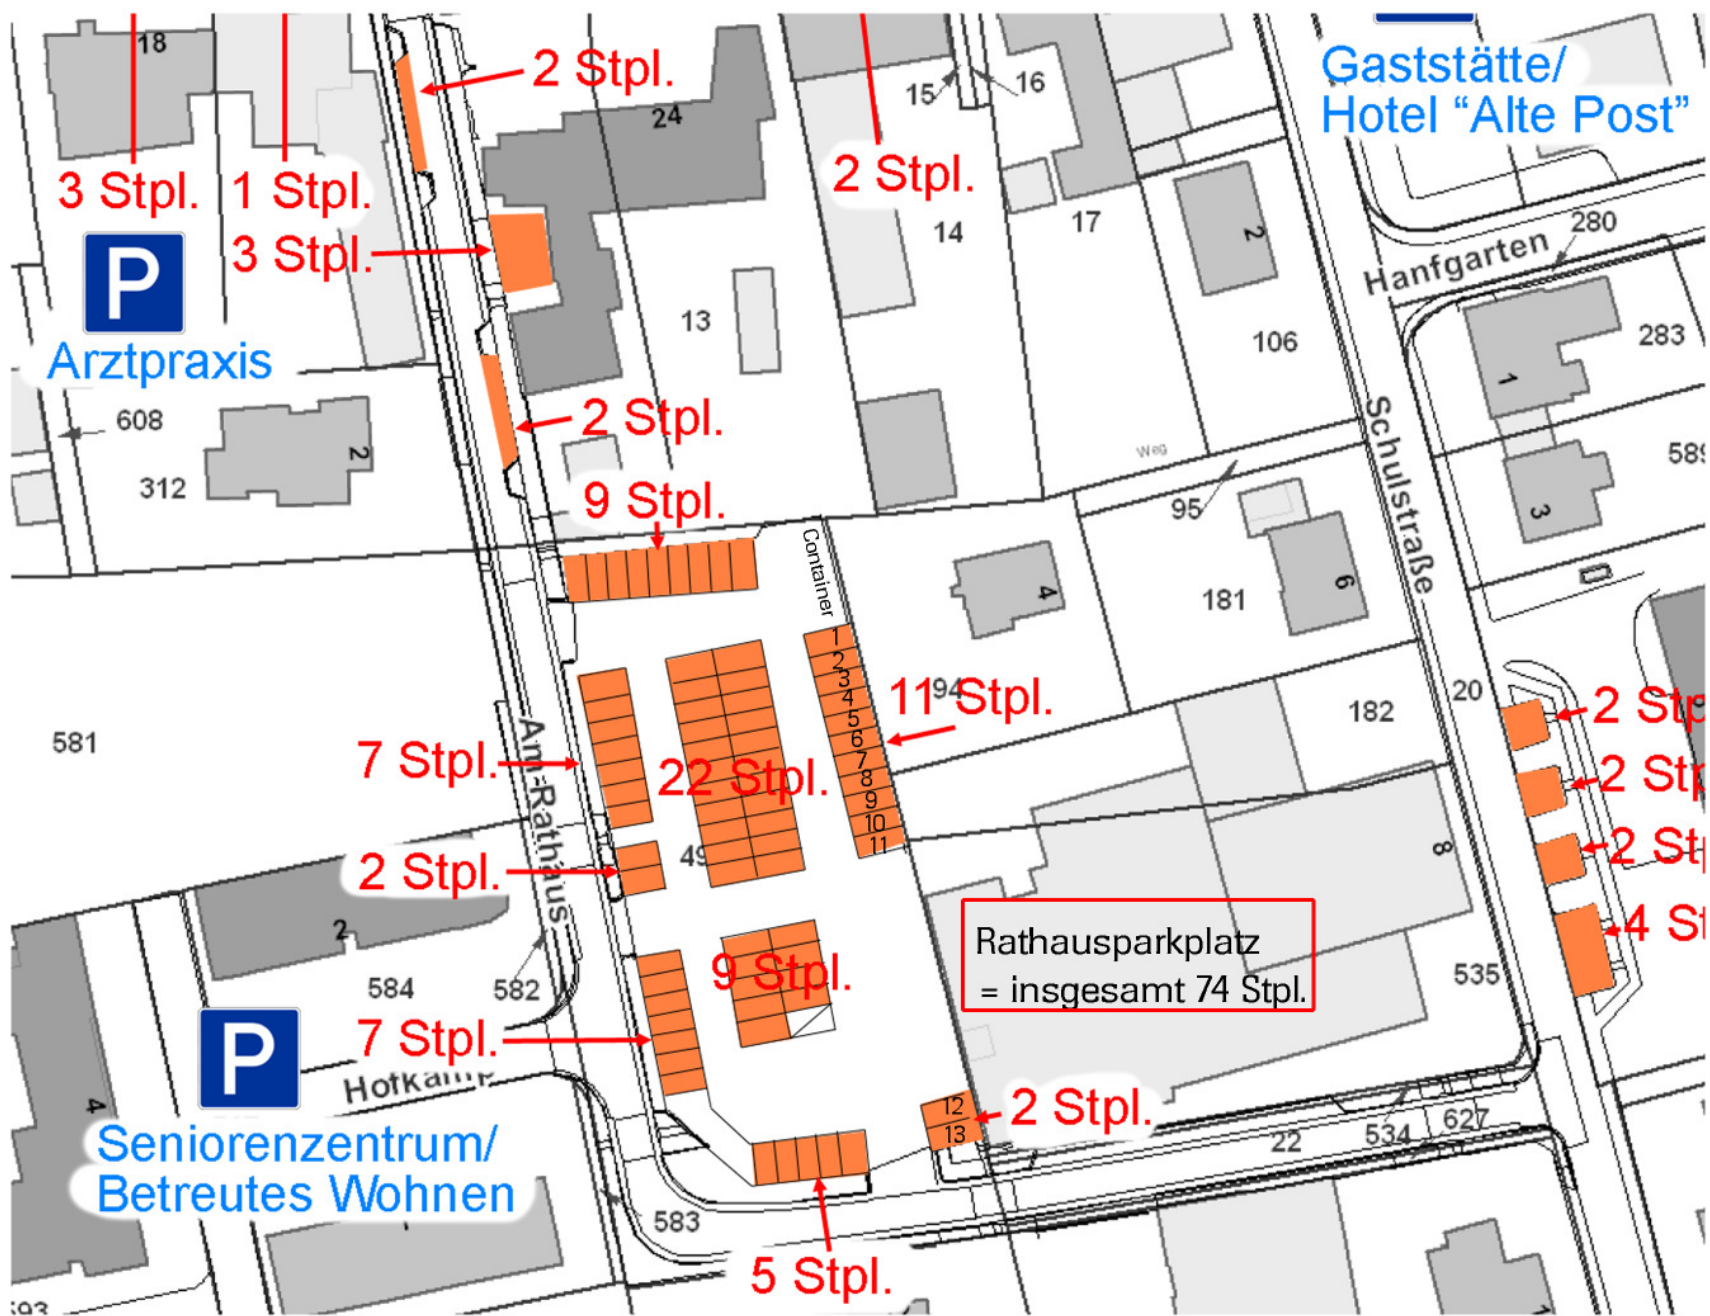 18
2 Stpl.
24
15
16
Gaststätte/
Hotel “Alte Post”
3 Stpl.
1 Stpl.
2 Stpl.
3 Stpl.
14
17
2
280
Hanfgarten
P
Arztpraxis
13
106
283
1
608
2
312
2 Stpl.
Weg
Schulstraße
589
3
9 Stpl.
95
Container
4
181
6
1
2
3
4
5
6
7
8
9
10
11
94
11 Stpl.
182
20
2 Stp
581
Am Rathaus
7 Stpl.
22 Stpl.
2 Stp
2 Stpl.
49
8
2 St
2
4 St
Rathausparkplatz
= insgesamt 74 Stpl.
9 Stpl.
584
582
535
P
7 Stpl.
Hofkamp
4
12
13
2 Stpl.
22
534
627
Seniorenzentrum/
Betreutes Wohnen
583
5 Stpl.
593